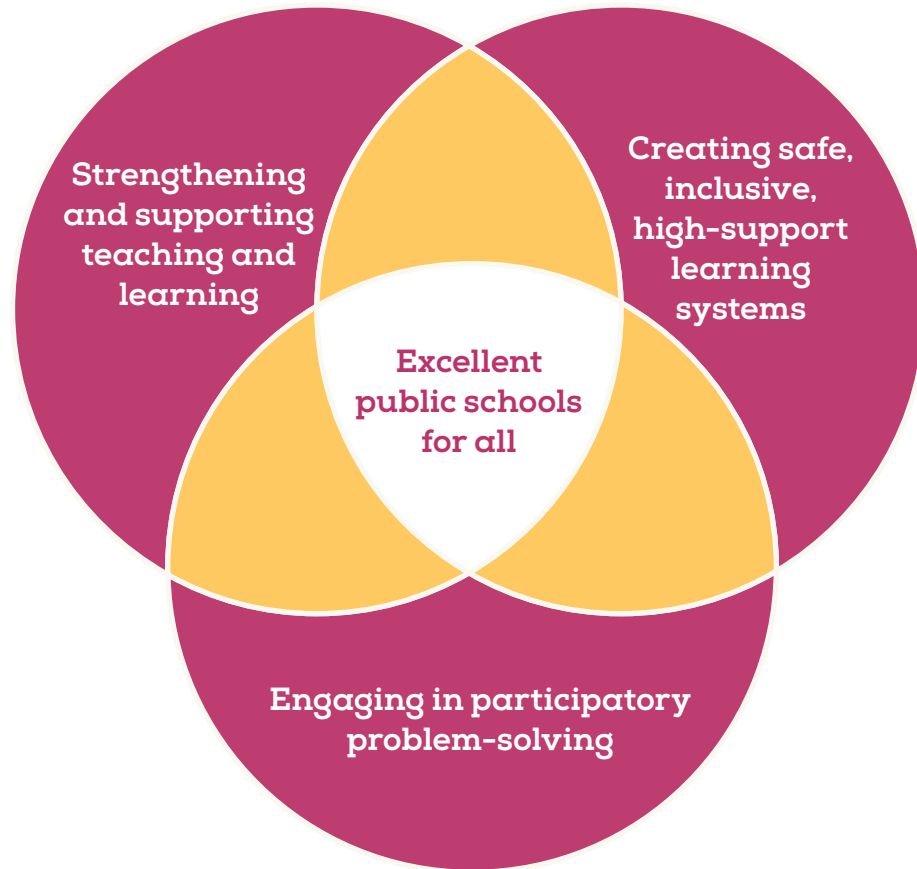 Strengthening
and supporting
teaching and
learning
Creating safe,
inclusive,
high-support
learning
systems
Excellent
public schools
for all
Engaging in participatory
problem-solving